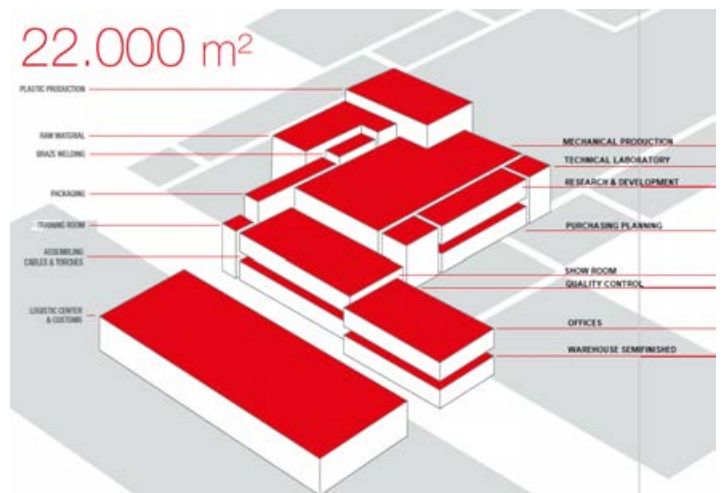 22.000 m²
PLASTIC PRODUCTION
RAW MATERIAL
BRAZE WELDING
PACKAGING
TRAINING ROOM
ASSEMBLING
CABLES & TORCHES
LOGISTIC CENTER
& CUSTOMS
MECHANICAL PRODUCTION
TECHNICAL LABORATORY
RESEARCH & DEVELOPMENT
PURCHASING PLANNING
SHOW ROOM
QUALITY CONTROL
OFFICES
WAREHOUSE SEMIFINISHED